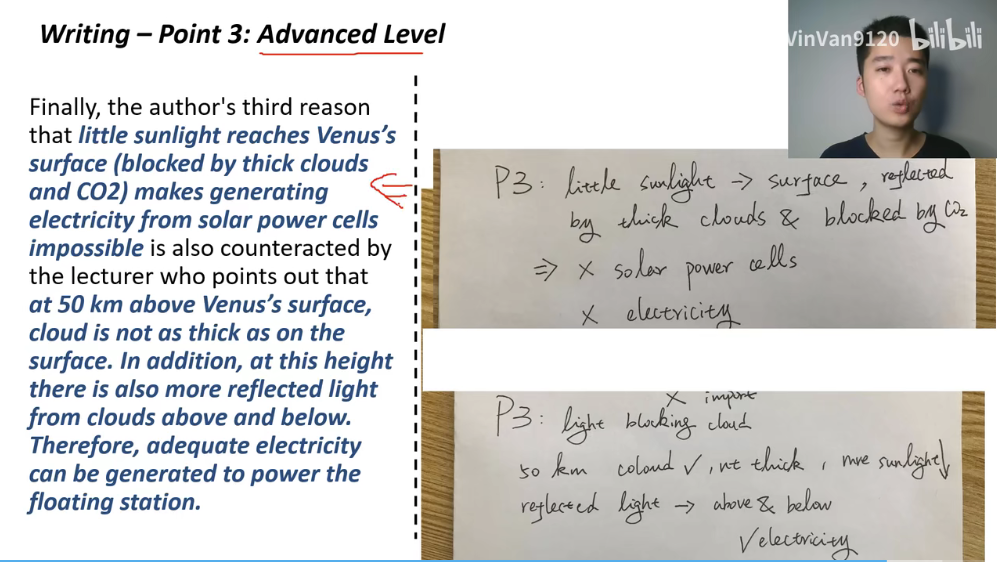 Writing – Point 3: Advanced Level
VinVan9120 bilibili
Finally, the author's third reason
that little sunlight reaches Venus's
surface (blocked by thick clouds
and CO2) makes generating
electricity from solar power cells
impossible is also counteracted by
the lecturer who points out that
at 50 km above Venus's surface,
cloud is not as thick as on the
surface. In addition, at this height
there is also more reflected light
from clouds above and below.
Therefore, adequate electricity
can be generated to power the
floating station.
P3: little sunlight → surface, reflected
by thick clouds & blocked by CO2
⇒ × solar power cells
× electricity
× import
P3: light blocking cloud
50 km coloud √, nt thick, mre sunlight↓
reflected light → above & below
√ electricity